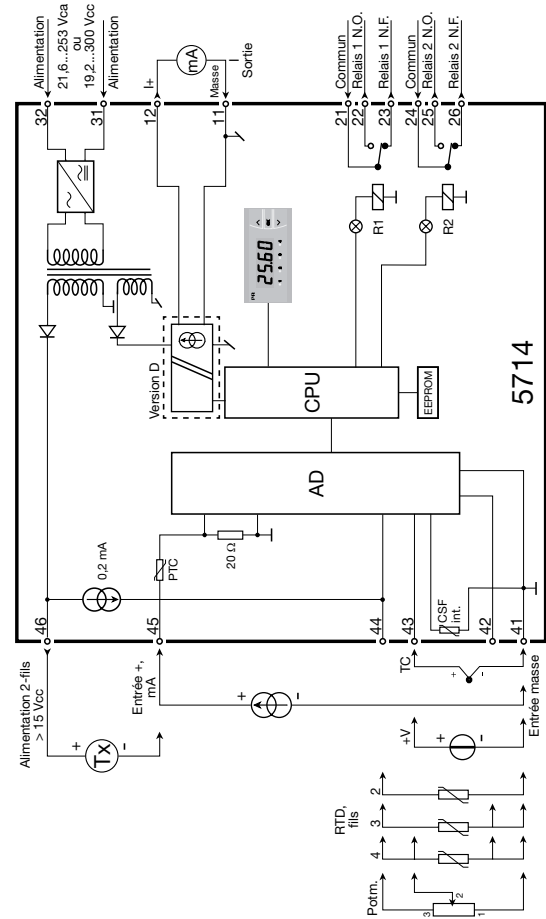 Alimentation
21,6...253 Vca
ou
19,2...300 Vcc
Alimentation
I+
mA
Masse
I
Sortie
Commun
Relais 1 N.O.
Relais 1 N.F.
Commun
Relais 2 N.O.
Relais 2 N.F.
32
31
12
11
21
22
23
24
25
26
R1
R2
PR
25.60
Version D
CPU
EEPROM
5714
AD
0,2 mA
PTC
20 Ω
CSF
int.
46
45
44
43
42
41
Alimentation 2-fils
> 15 Vcc
+
Tx
-
Entrée +,
mA
+
-
TC
+
-
Entrée masse
+V
+
-
RTD,
fils
2
3
4
Potm.
3
2
1